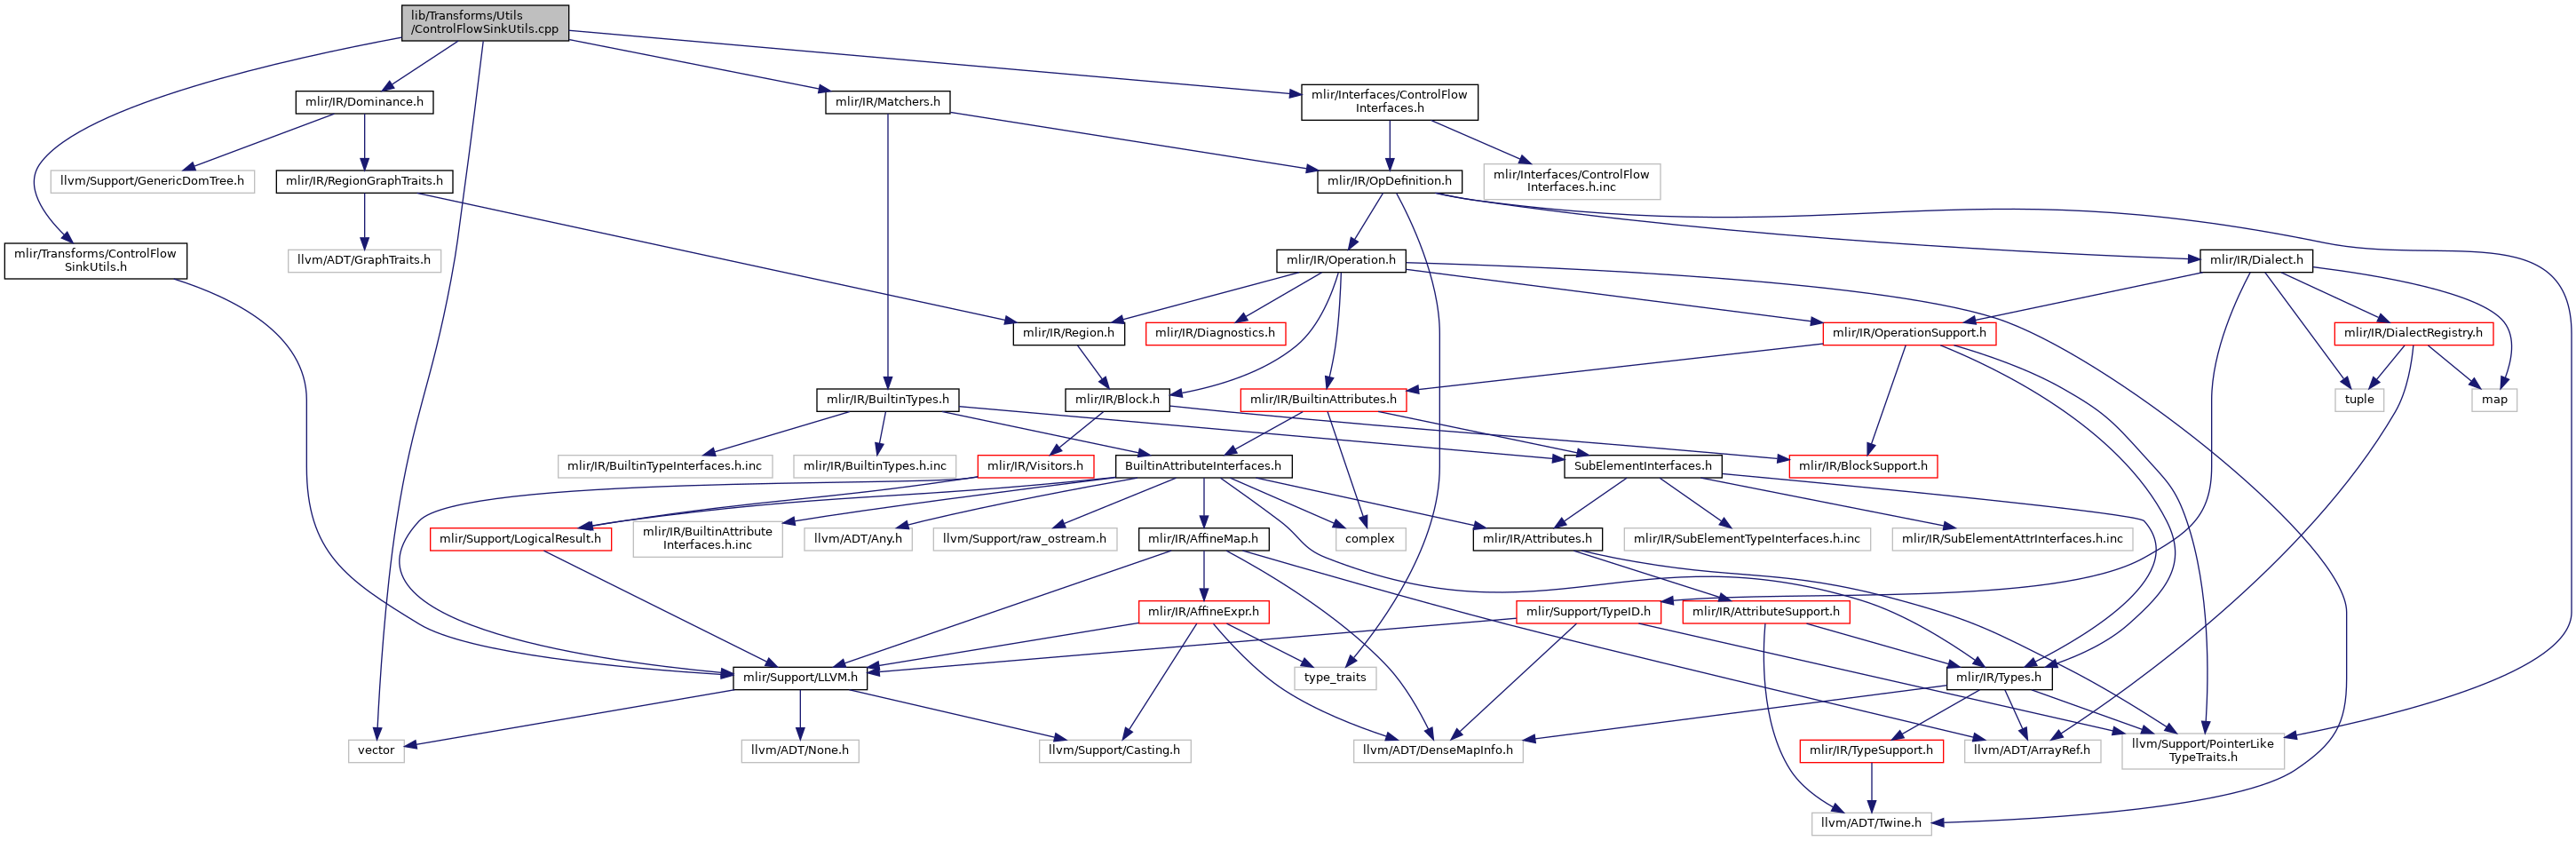 lib/Transforms/Utils
/ControlFlowSinkUtils.cpp
mlir/IR/Dominance.h
mlir/IR/Matchers.h
mlir/Interfaces/ControlFlow
Interfaces.h
llvm/Support/GenericDomTree.h
mlir/IR/RegionGraphTraits.h
mlir/IR/OpDefinition.h
mlir/Interfaces/ControlFlow
Interfaces.h.inc
mlir/Transforms/ControlFlow
SinkUtils.h
llvm/ADT/GraphTraits.h
mlir/IR/Operation.h
mlir/IR/Dialect.h
mlir/IR/Region.h
mlir/IR/Diagnostics.h
mlir/IR/OperationSupport.h
mlir/IR/DialectRegistry.h
mlir/IR/BuiltinTypes.h
mlir/IR/Block.h
mlir/IR/BuiltinAttributes.h
tuple
map
mlir/IR/BuiltinTypeInterfaces.h.inc
mlir/IR/BuiltinTypes.h.inc
mlir/IR/Visitors.h
BuiltinAttributeInterfaces.h
SubElementInterfaces.h
mlir/IR/BlockSupport.h
mlir/Support/LogicalResult.h
mlir/IR/BuiltinAttribute
Interfaces.h.inc
llvm/ADT/Any.h
llvm/Support/raw_ostream.h
mlir/IR/AffineMap.h
complex
mlir/IR/Attributes.h
mlir/IR/SubElementTypeInterfaces.h.inc
mlir/IR/SubElementAttrInterfaces.h.inc
mlir/IR/AffineExpr.h
mlir/Support/TypeID.h
mlir/IR/AttributeSupport.h
mlir/Support/LLVM.h
type_traits
mlir/IR/Types.h
vector
llvm/ADT/None.h
llvm/Support/Casting.h
llvm/ADT/DenseMapInfo.h
mlir/IR/TypeSupport.h
llvm/ADT/ArrayRef.h
llvm/Support/PointerLike
TypeTraits.h
llvm/ADT/Twine.h